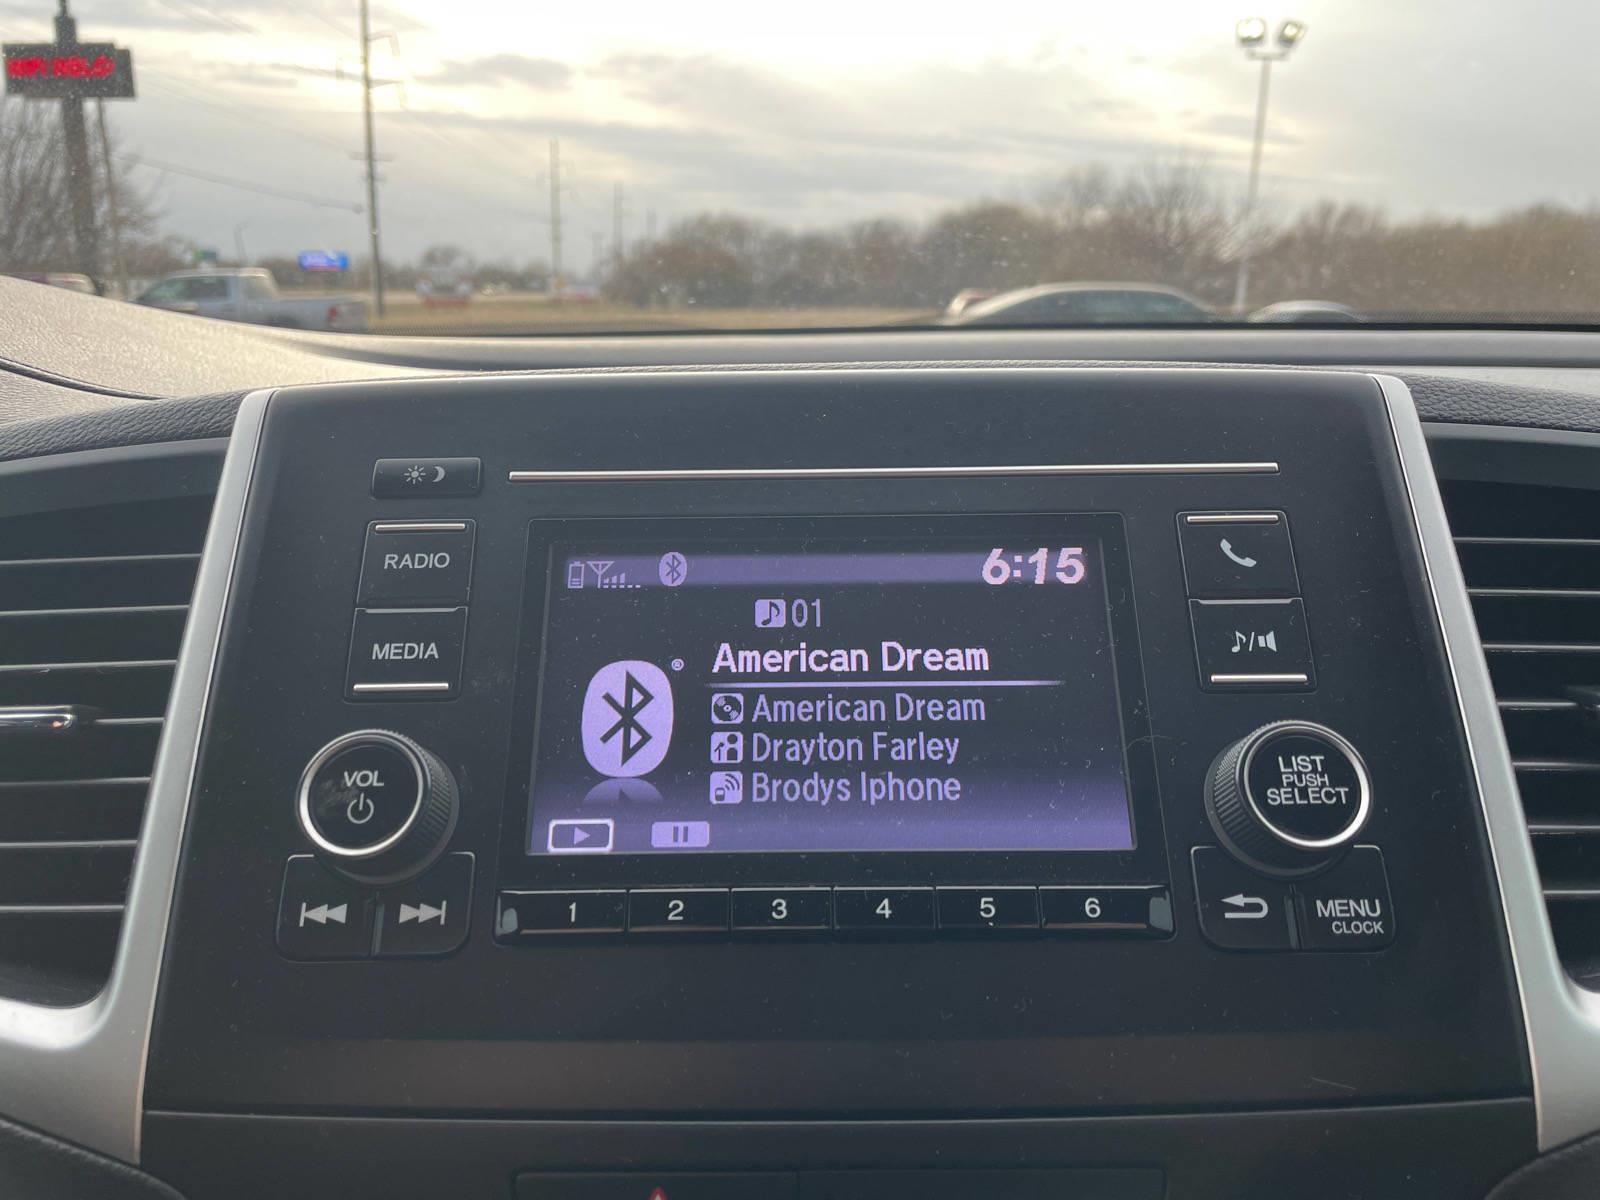 RADIO
MEDIA
VOL
6:15
01
American Dream
American Dream
Drayton Farley
Brodys Iphone
1 2 3 4 5 6
LIST
PUSH
SELECT
MENU
CLOCK